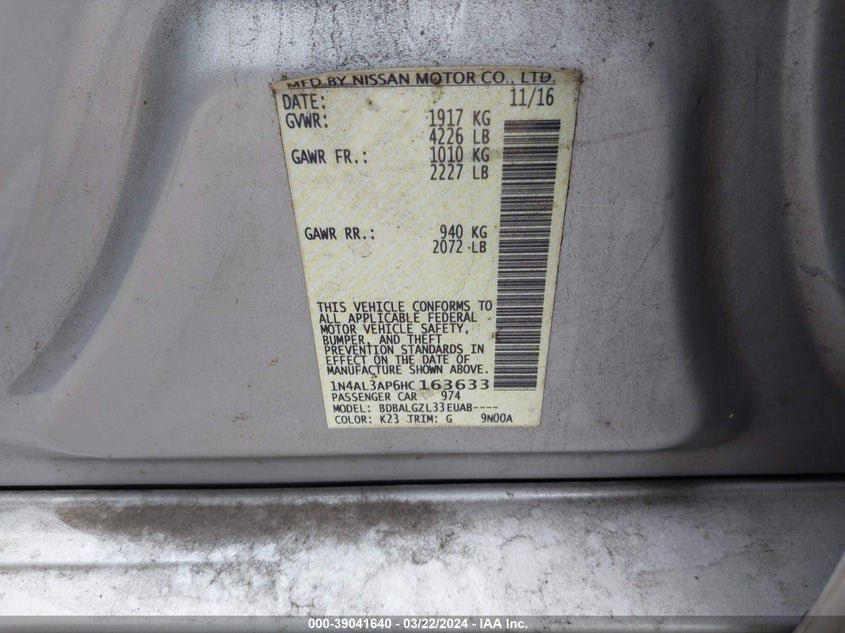 MFD BY NISSAN MOTOR CO., LTD.
DATE: 11/16
GVWR: 1917 KG
4226 LB
GAWR FR.: 1010 KG
2227 LB
GAWR RR.: 940 KG
2072 LB
THIS VEHICLE CONFORMS TO
ALL APPLICABLE FEDERAL
MOTOR VEHICLE SAFETY,
BUMPER, AND THEFT
PREVENTION STANDARDS IN
EFFECT ON THE DATE OF
MANUFACTURE SHOWN ABOVE.
1N4AL3AP6HC163633
PASSENGER CAR 974
MODEL: BDBALGZL33EUAB----
COLOR: K23 TRIM: G 9N00A
000-39041640 - 03/22/2024 - IAA Inc.